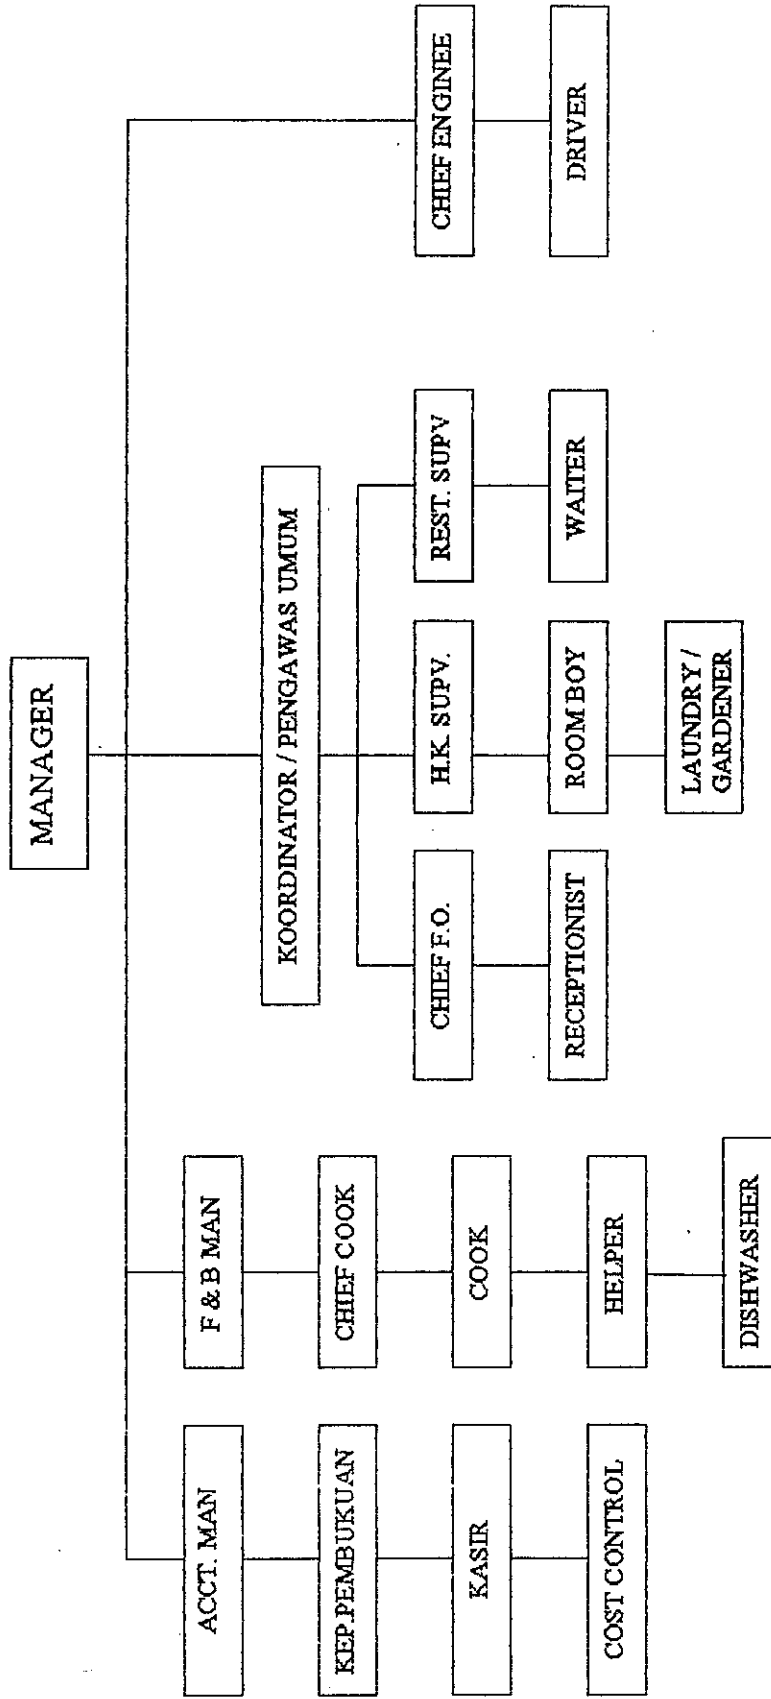 MANAGER
KOORDINATOR / PENGAWAS UMUM
ACCT. MAN
F & B MAN
KEP.PEMBUKUAN
CHIEF COOK
CHIEF F.O.
H.K. SUPV.
REST. SUPV
CHIEF ENGINEE
KASIR
COOK
RECEPTIONIST
ROOM BOY
WAITER
DRIVER
COST CONTROL
HELPER
LAUNDRY /
GARDENER
DISHWASHER